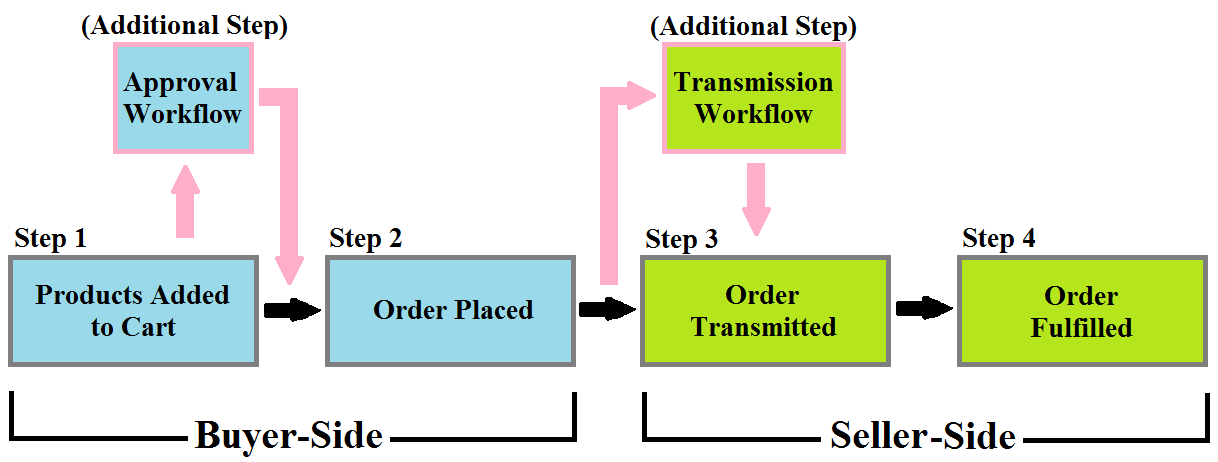 (Additional Step)
Approval
Workflow
(Additional Step)
Transmission
Workflow
Step 1
Products Added
to Cart
Step 2
Order Placed
Step 3
Order
Transmitted
Step 4
Order
Fulfilled
Buyer-Side
Seller-Side